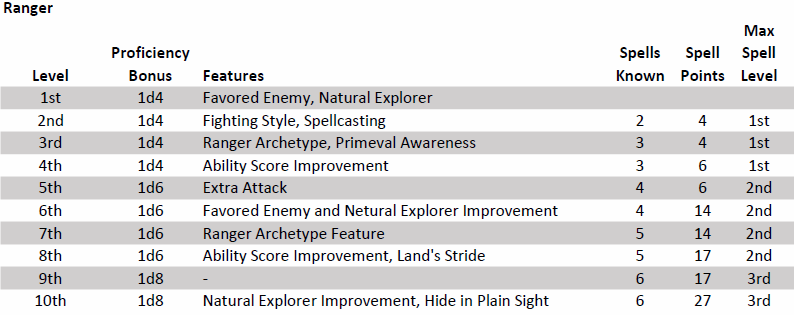 Ranger
Max
Proficiency Spells Spell Spell
Level Bonus Features Known Points Level
1st 1d4 Favored Enemy, Natural Explorer
2nd 1d4 Fighting Style, Spellcasting 2 4 1st
3rd 1d4 Ranger Archetype, Primeval Awareness 3 4 1st
4th 1d4 Ability Score Improvement 3 6 1st
5th 1d6 Extra Attack 4 6 2nd
6th 1d6 Favored Enemy and Netural Explorer Improvement 4 14 2nd
7th 1d6 Ranger Archetype Feature 5 14 2nd
8th 1d6 Ability Score Improvement, Land's Stride 5 17 2nd
9th 1d8 - 6 17 3rd
10th 1d8 Natural Explorer Improvement, Hide in Plain Sight 6 27 3rd